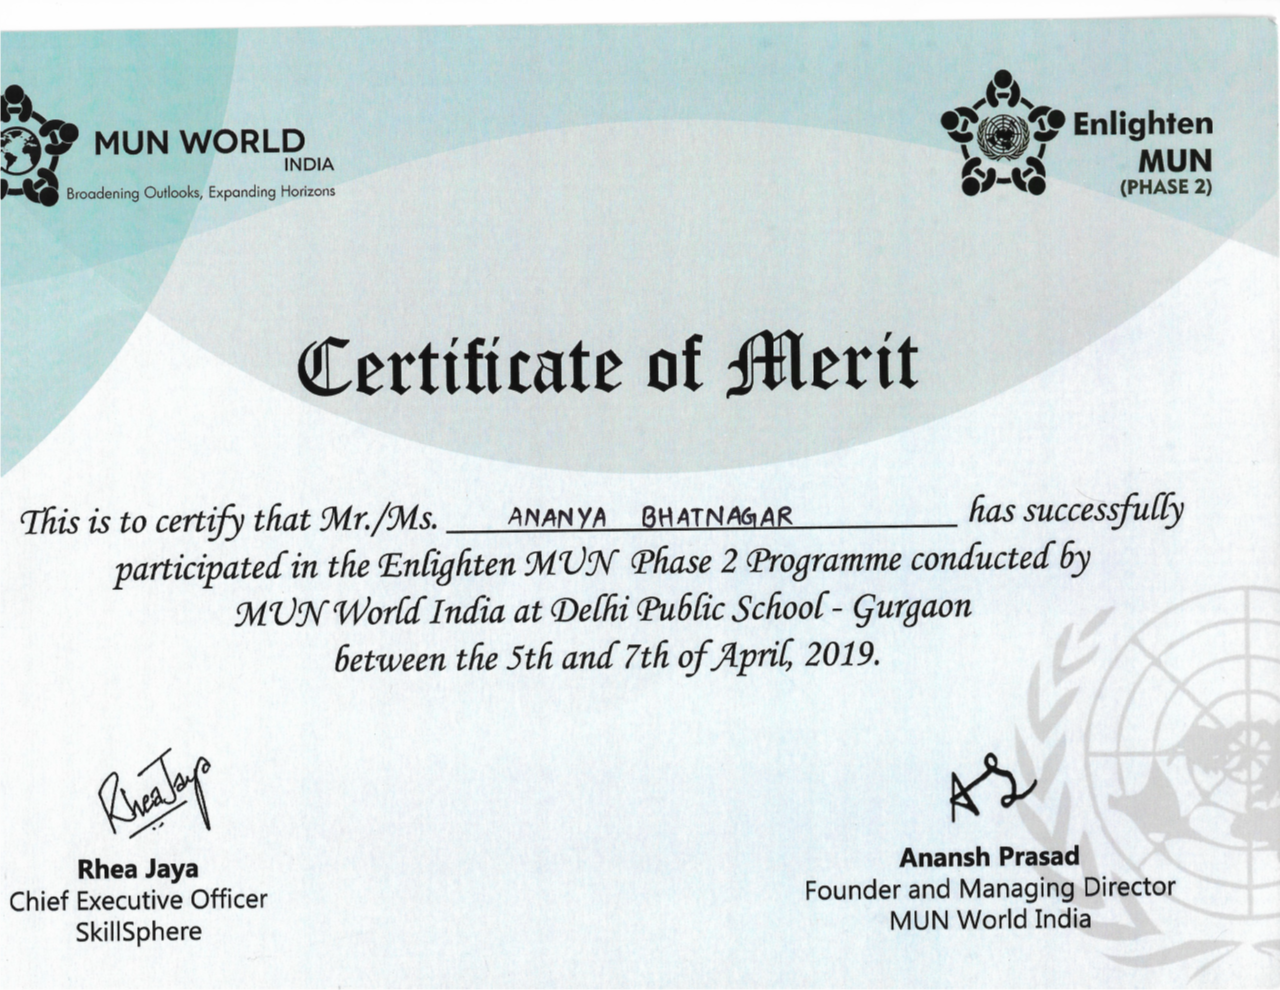 MUN WORLD
INDIA
Broadening Outlooks, Expanding Horizons
Enlighten
MUN
(PHASE 2)
Certificate of Merit
This is to certify that Mr./Ms. ANANYA BHATNAGAR has successfully
participated in the Enlighten MUN Phase 2 Programme conducted by
MUN World India at Delhi Public School - Gurgaon
between the 5th and 7th of April, 2019.
Rhea Jaya
Rhea Jaya
Chief Executive Officer
SkillSphere
Anansh Prasad
Founder and Managing Director
MUN World India